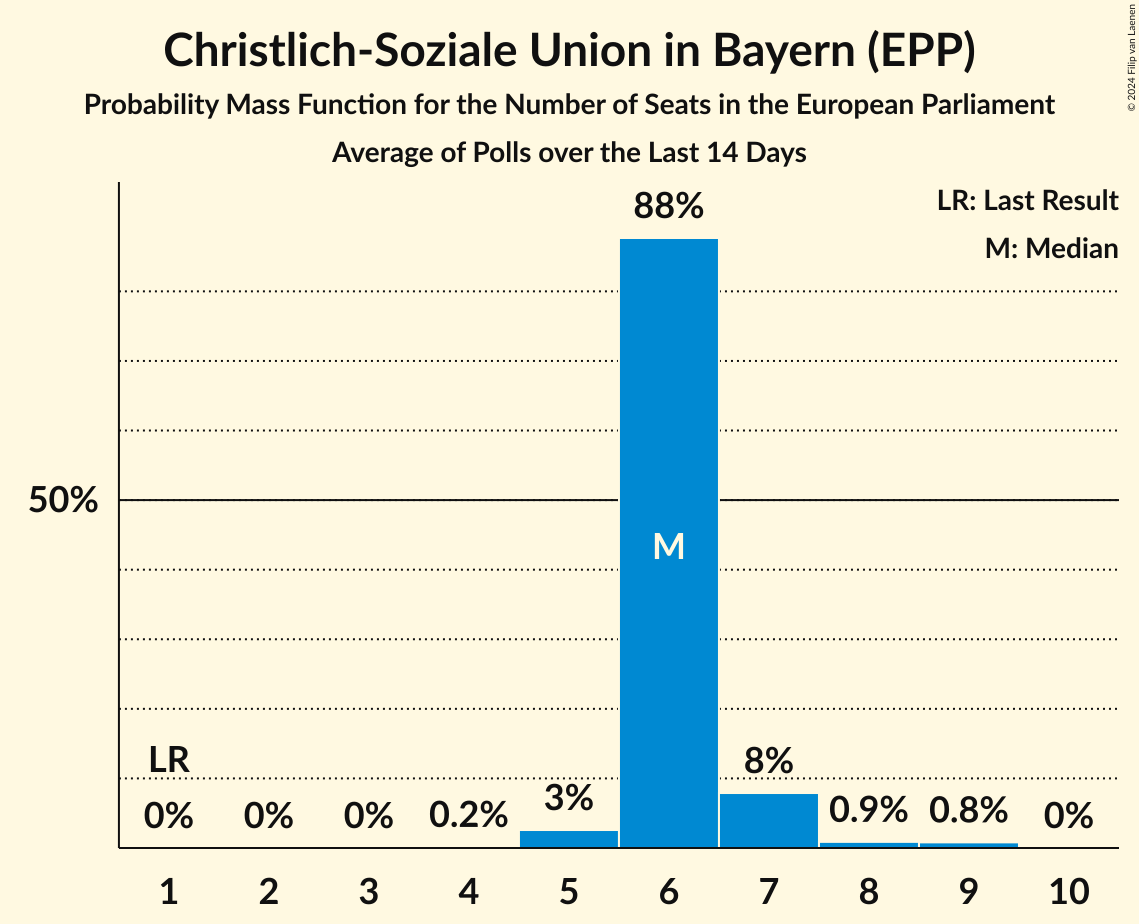 Christlich-Soziale Union in Bayern (EPP)
Probability Mass Function for the Number of Seats in the European Parliament
Average of Polls over the Last 14 Days
© 2024 Filip van Laenen
LR: Last Result
M: Median
88%
50%
M
LR
0%
0%
0%
0.2%
3%
8%
0.9%
0.8%
0%
1 2 3 4 5 6 7 8 9 10